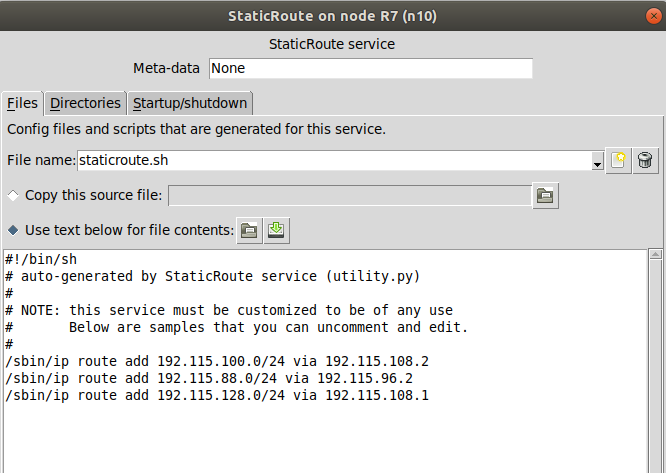 StaticRoute on node R7 (n10)
StaticRoute service
Meta-data None
Files Directories Startup/shutdown
Config files and scripts that are generated for this service.
File name: staticroute.sh
Copy this source file:
Use text below for file contents:
#!/bin/sh
# auto-generated by StaticRoute service (utility.py)
#
# NOTE: this service must be customized to be of any use
#       Below are samples that you can uncomment and edit.
#
/sbin/ip route add 192.115.100.0/24 via 192.115.108.2
/sbin/ip route add 192.115.88.0/24 via 192.115.96.2
/sbin/ip route add 192.115.128.0/24 via 192.115.108.1